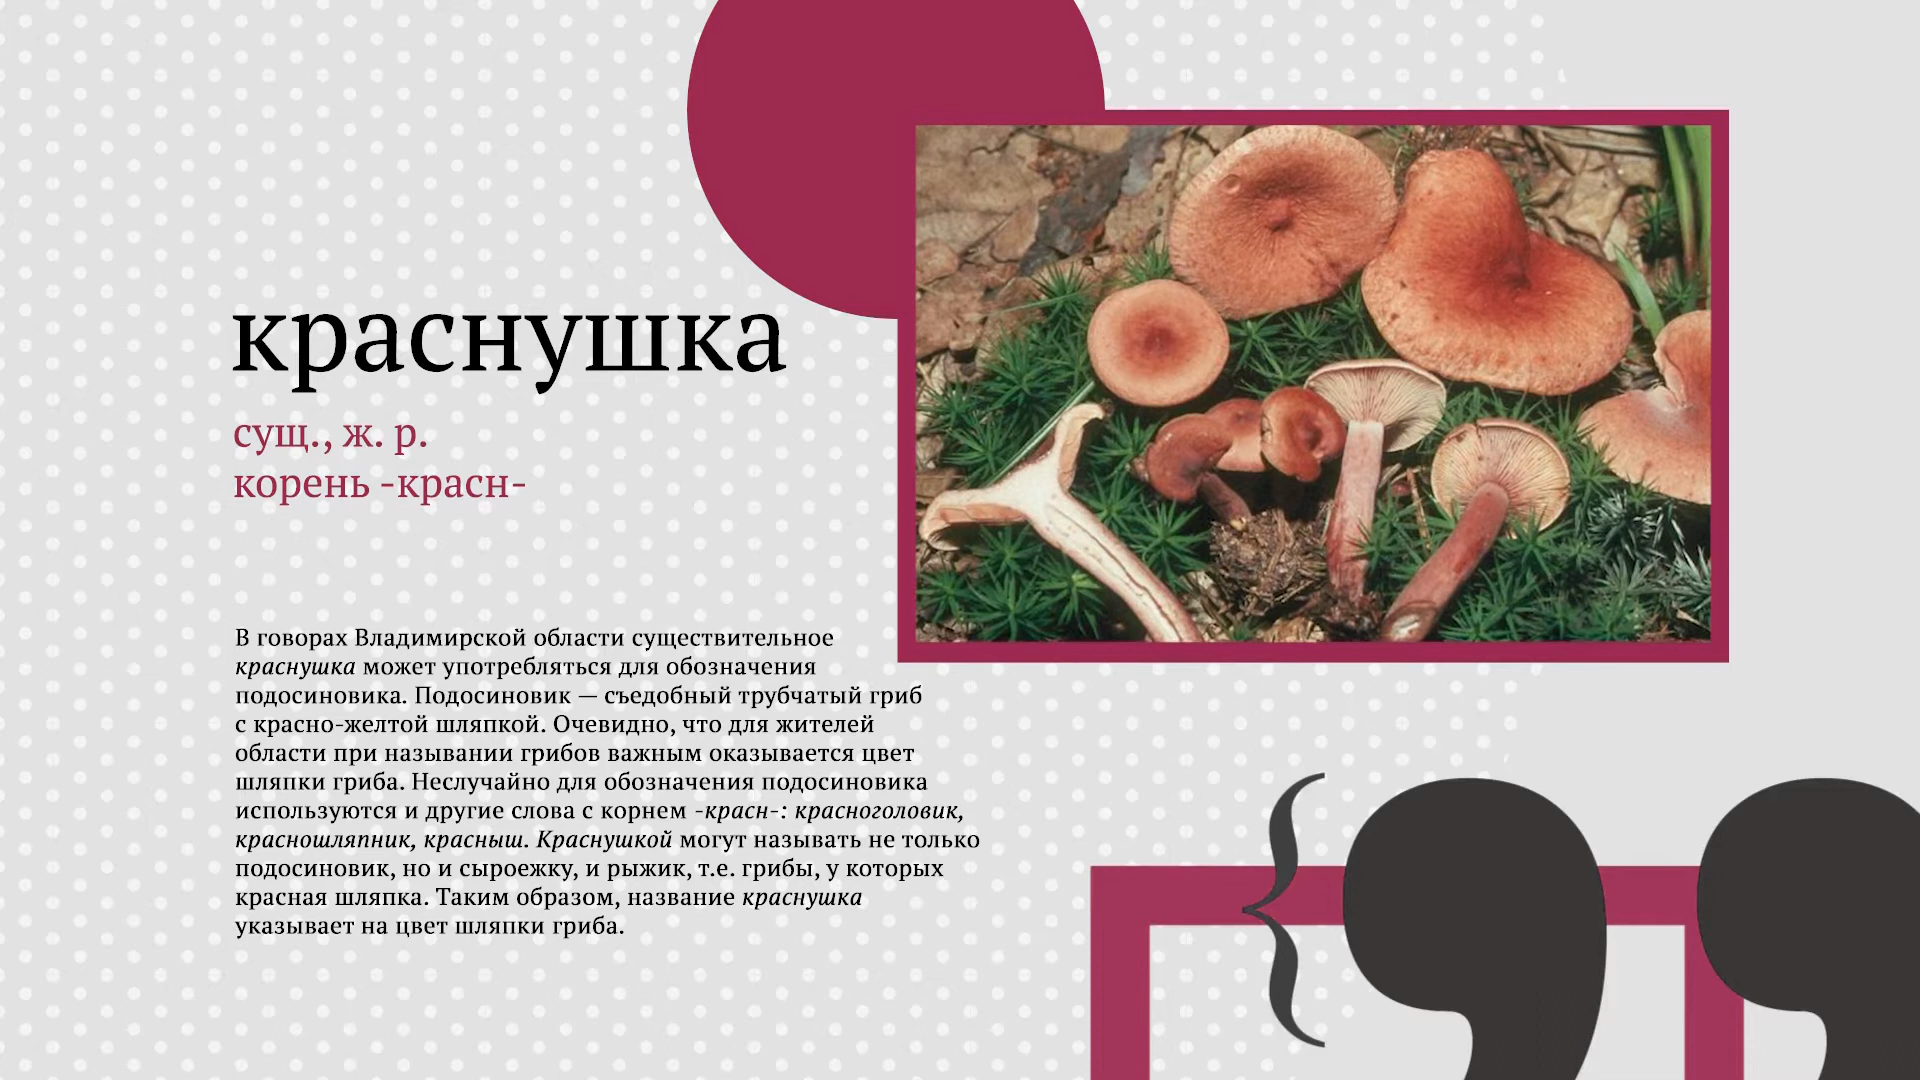 краснушка
сущ., ж. р.
корень -красн-
В говорах Владимирской области существительное
краснушка может употребляться для обозначения
подосиновика. Подосиновик — съедобный трубчатый гриб
с красно-желтой шляпкой. Очевидно, что для жителей
области при назывании грибов важным оказывается цвет
шляпки гриба. Неслучайно для обозначения подосиновика
используются и другие слова с корнем -красн-: красноголовик,
красношляпник, красныш. Краснушкой могут называть не только
подосиновик, но и сыроежку, и рыжик, т.е. грибы, у которых
красная шляпка. Таким образом, название краснушка
указывает на цвет шляпки гриба.